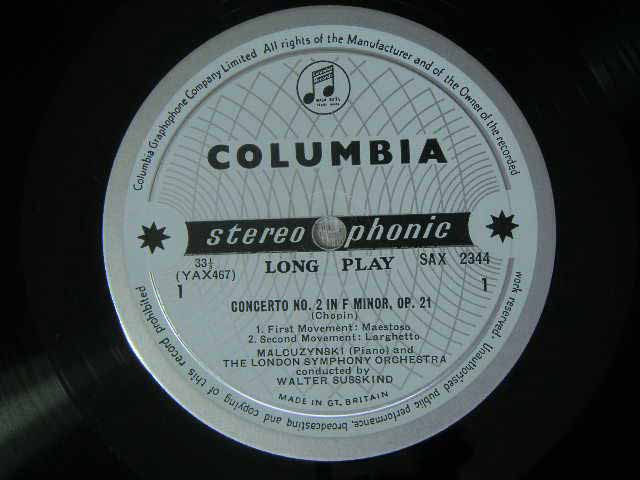 Columbia Graphophone Company Limited All rights of the Manufacturer and of the Owner of the recorded
work reserved. Unauthorised public performance, broadcasting and copying of this record prohibited
COLUMBIA
stereophonic
33⅓ LONG PLAY SAX 2344
(YAX467)
1 1
CONCERTO NO. 2 IN F MINOR, OP. 21
(Chopin)
1. First Movement: Maestoso
2. Second Movement: Larghetto
MALCUZYNSKI (Piano) and
THE LONDON SYMPHONY ORCHESTRA
conducted by
WALTER SUSSKIND
MADE IN GT. BRITAIN